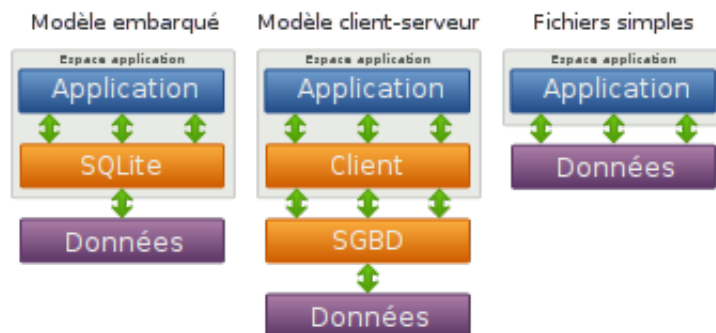 Modèle embarqué
Espace application
Application
SQLite
Données
Modèle client-serveur
Espace application
Application
Client
SGBD
Données
Fichiers simples
Espace application
Application
Données